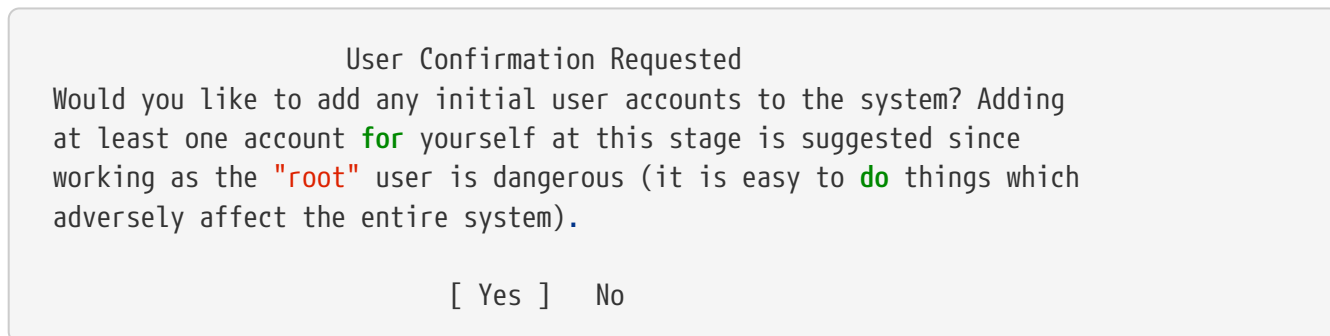 User Confirmation Requested
Would you like to add any initial user accounts to the system? Adding
at least one account for yourself at this stage is suggested since
working as the "root" user is dangerous (it is easy to do things which
adversely affect the entire system).
[ Yes ] No